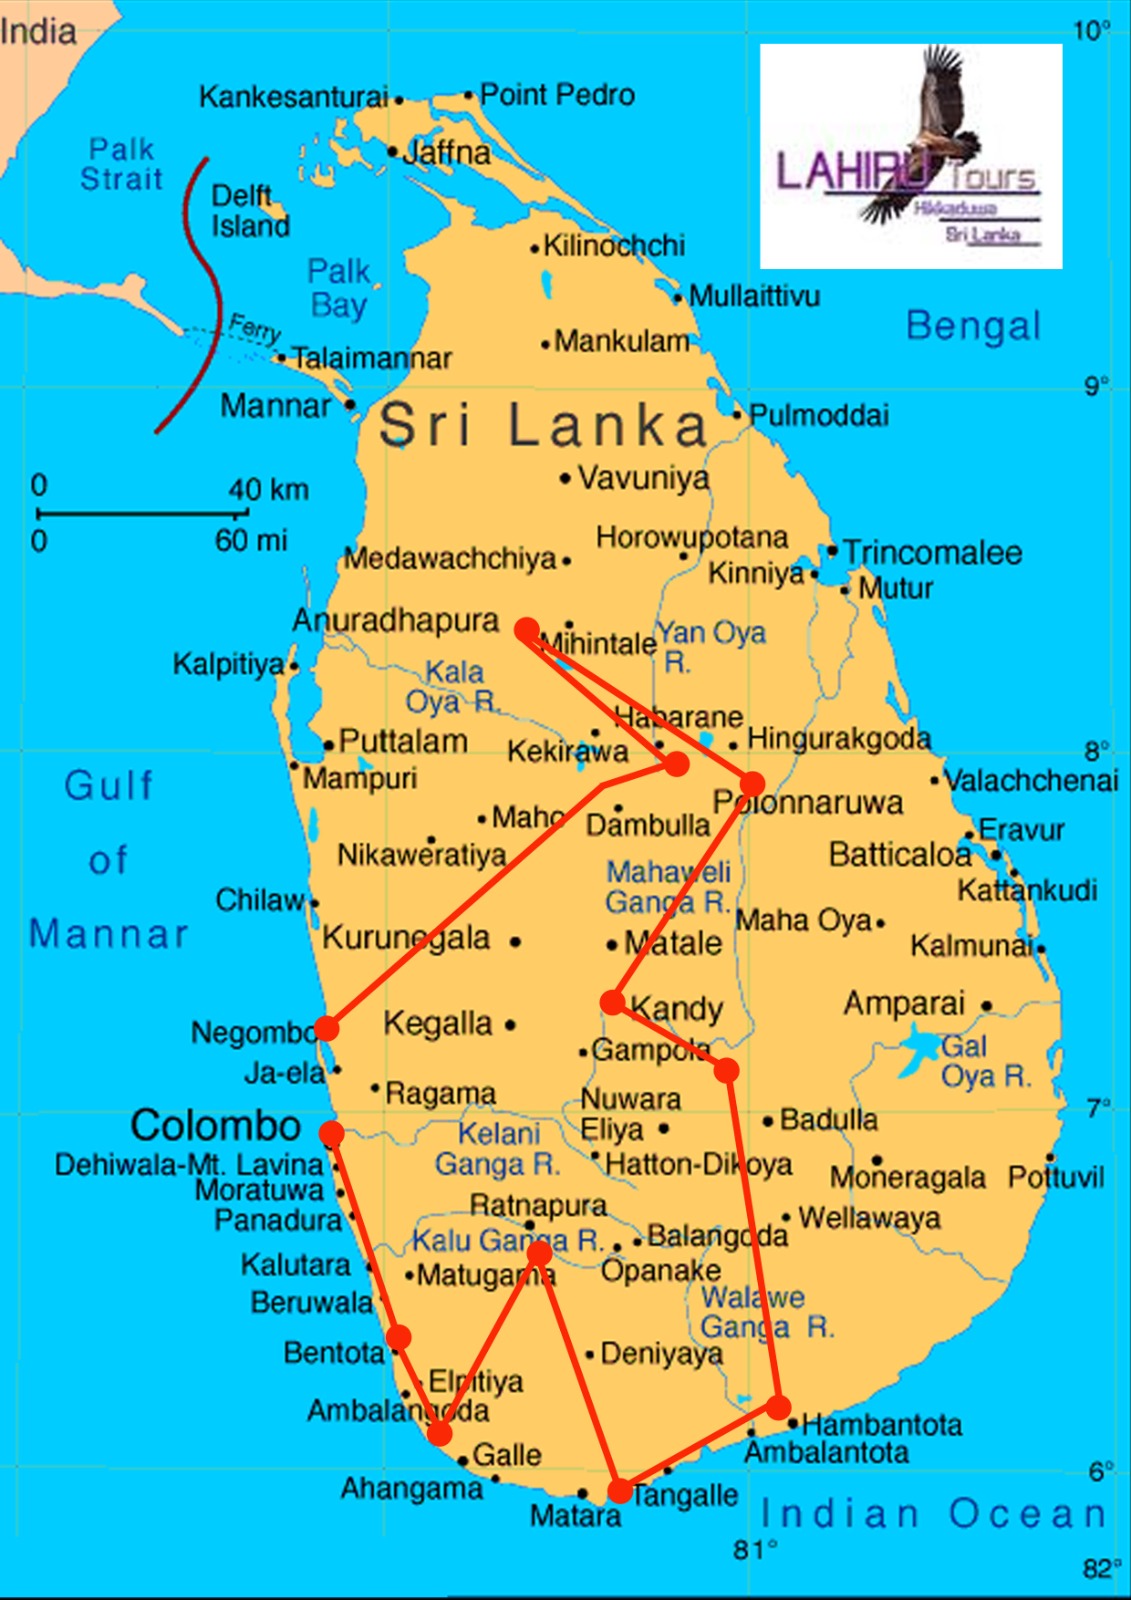 India
10°
Kankesanturai
Point Pedro
Palk
Strait
Jaffna
LAHIRU Tours
Hikkaduwa
Sri Lanka
Delft
Island
Kilinochchi
Palk
Bay
Mullaittivu
Bengal
Ferry
Mankulam
Talaimannar
9°
Mannar
Sri Lanka
Pulmoddai
Vavuniya
0
40 km
0
60 mi
Horowupotana
Medawachchiya
Trincomalee
Kinniya
Mutur
Anuradhapura
Mihintale
Yan Oya
R.
Kalpitiya
Kala
Oya R.
Habarane
Puttalam
Kekirawa
Hingurakgoda
8°
Gulf
of
Mannar
Mampuri
Valachchenai
Polonnaruwa
Maho
Dambulla
Eravur
Nikaweratiya
Batticaloa
Mahaweli
Ganga R.
Kattankudi
Chilaw
Maha Oya
Kurunegala
Matale
Kalmunai
Kandy
Amparai
Negombo
Kegalla
Gampola
Gal
Oya R.
Ja-ela
Ragama
Nuwara
Eliya
7°
Colombo
Badulla
Kelani
Ganga R.
Dehiwala-Mt. Lavina
Hatton-Dikoya
Moneragala
Pottuvil
Moratuwa
Ratnapura
Panadura
Wellawaya
Kalu Ganga R.
Balangoda
Kalutara
Matugama
Opanake
Beruwala
Walawe
Ganga R.
Bentota
Deniyaya
Elpitiya
Ambalangoda
Hambantota
Galle
Ambalantota
6°
Ahangama
Tangalle
Matara
Indian Ocean
81°
82°